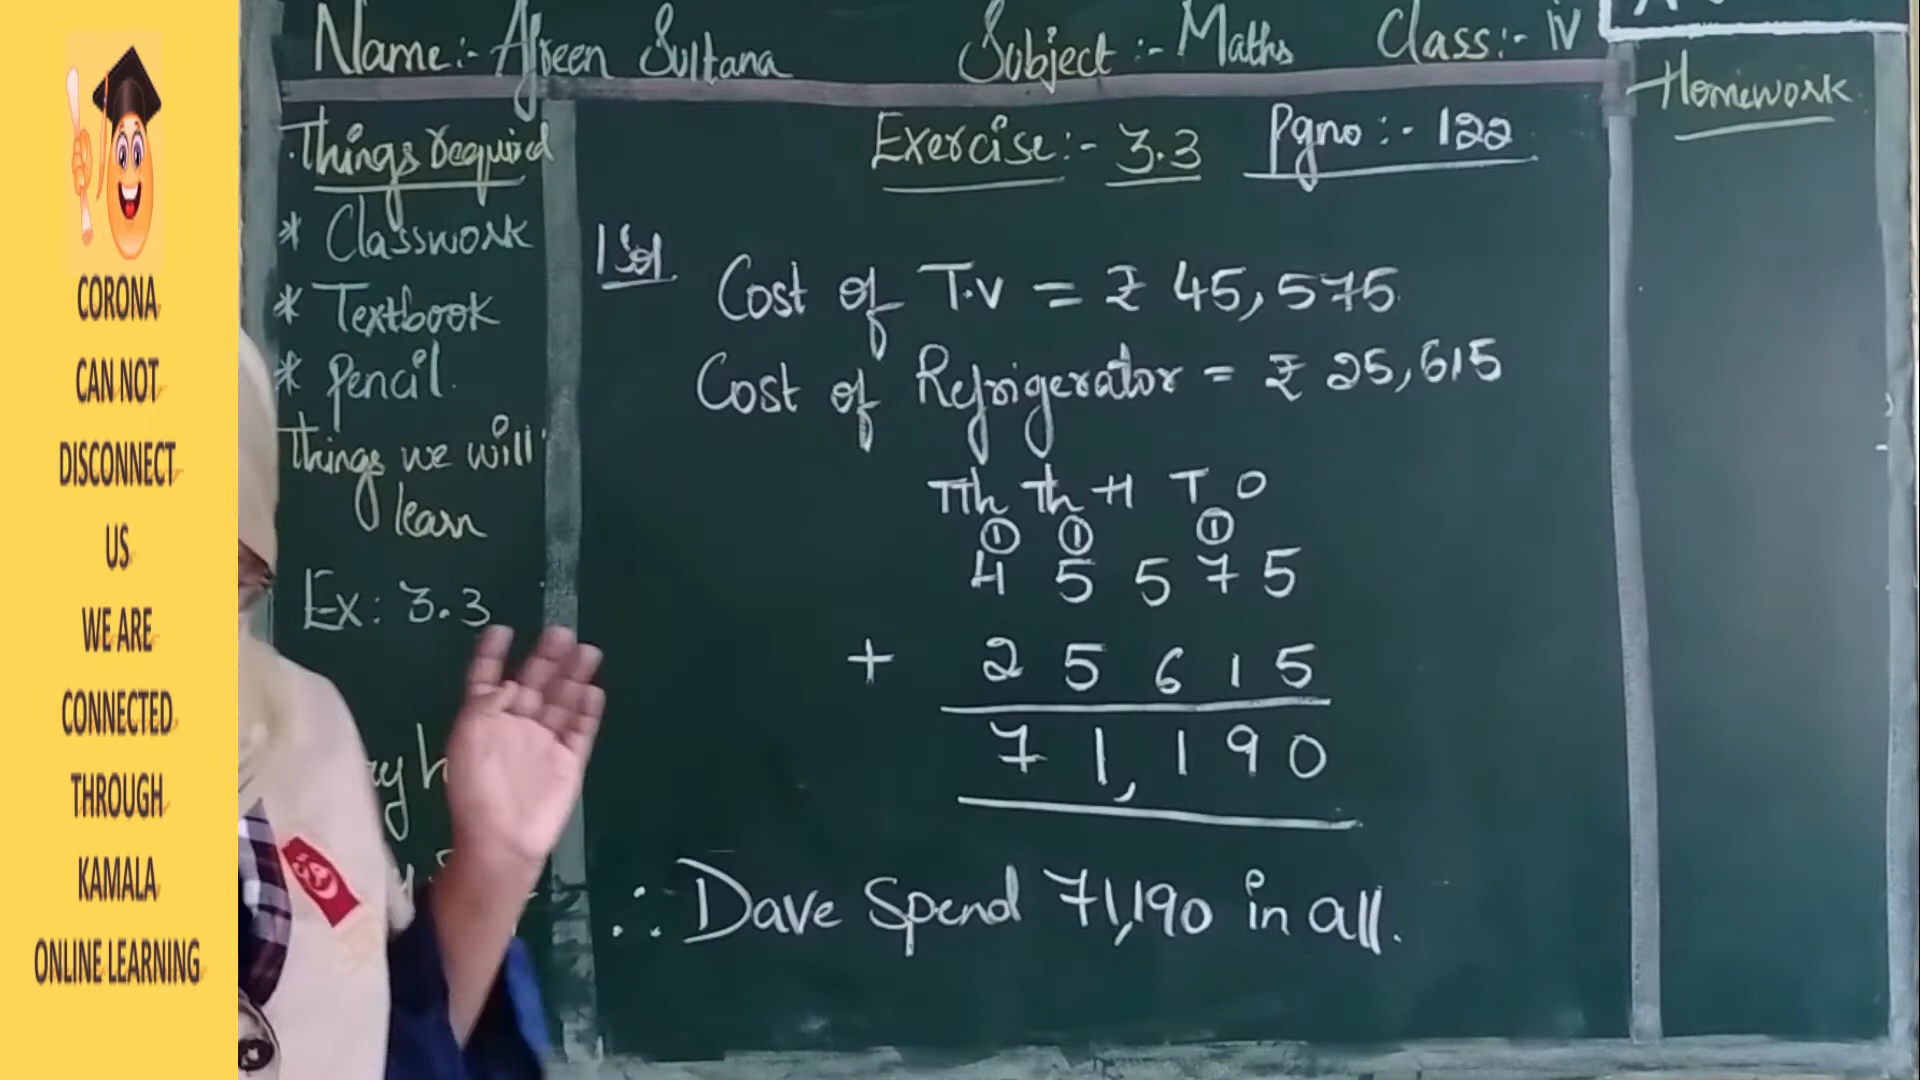 CORONA
CAN NOT
DISCONNECT
US
WE ARE
CONNECTED
THROUGH
KAMALA
ONLINE LEARNING
Name:- Afreen Sultana Subject:- Maths Class:- iv
Things required
* Classwork
* Textbook
* Pencil.
Things we will
learn
Ex: 3.3
Exercise:- 3.3 Pgno:- 122
1 Sol.
Cost of T.V = ₹ 45,575
Cost of Refrigerator = ₹ 25,615
TTh Th H T O
① ① ①
4 5 5 7 5
+ 2 5 6 1 5
7 1, 1 9 0
∴ Dave Spend 71,190 in all.
Homework